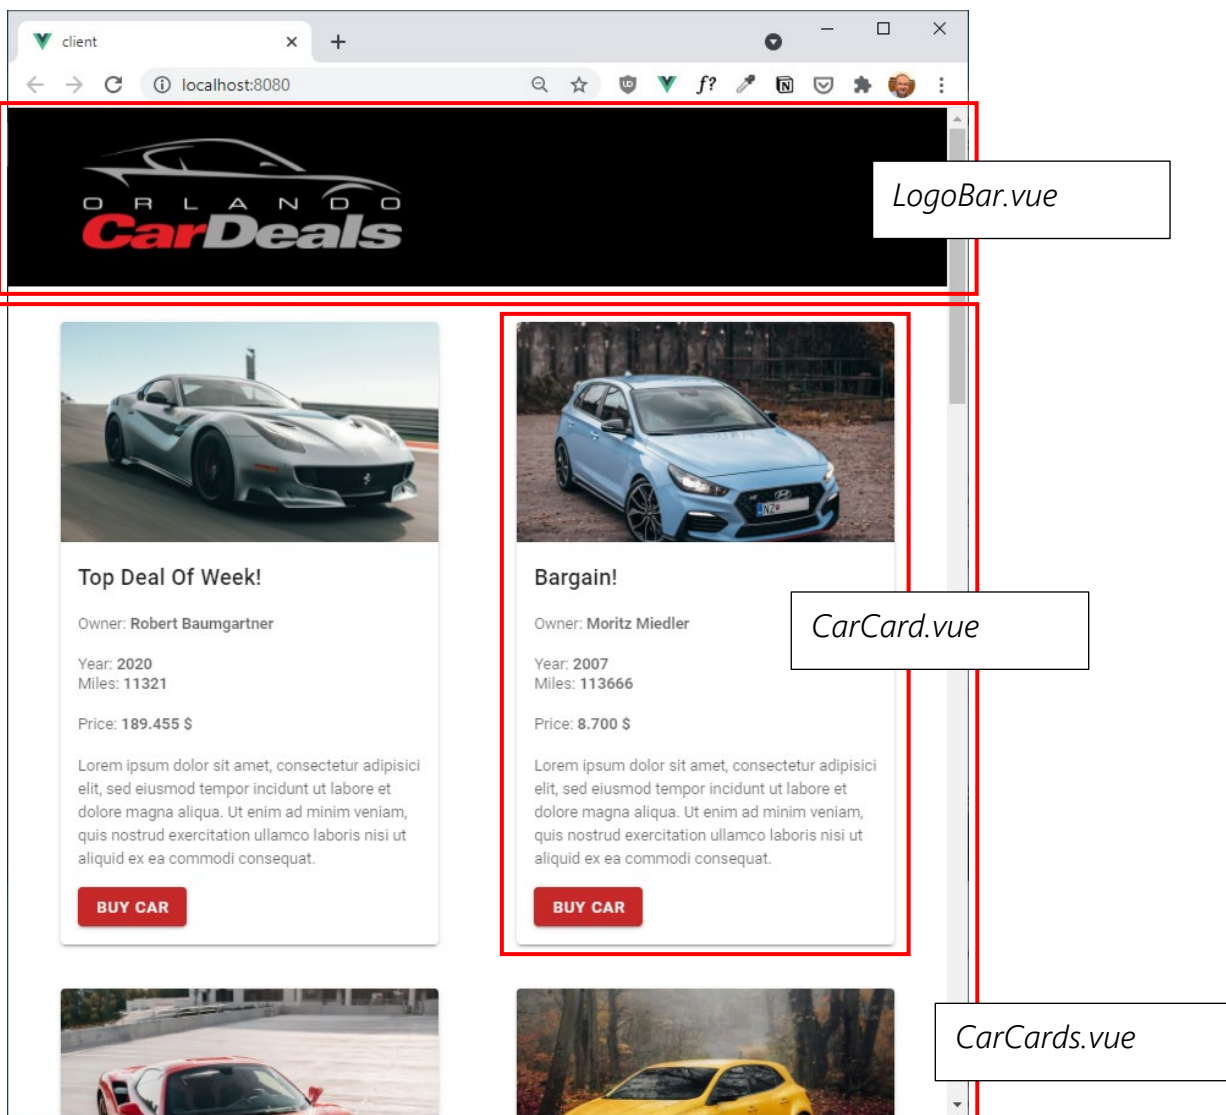 client
localhost:8080
ORLANDO
CarDeals
LogoBar.vue
Top Deal Of Week!
Owner: Robert Baumgartner
Year: 2020
Miles: 11321
Price: 189.455 $
Lorem ipsum dolor sit amet, consectetur adipisici
elit, sed eiusmod tempor incidunt ut labore et
dolore magna aliqua. Ut enim ad minim veniam,
quis nostrud exercitation ullamco laboris nisi ut
aliquid ex ea commodi consequat.
BUY CAR
Bargain!
Owner: Moritz Miedler
Year: 2007
Miles: 113666
Price: 8.700 $
Lorem ipsum dolor sit amet, consectetur adipisici
elit, sed eiusmod tempor incidunt ut labore et
dolore magna aliqua. Ut enim ad minim veniam,
quis nostrud exercitation ullamco laboris nisi ut
aliquid ex ea commodi consequat.
BUY CAR
CarCard.vue
CarCards.vue